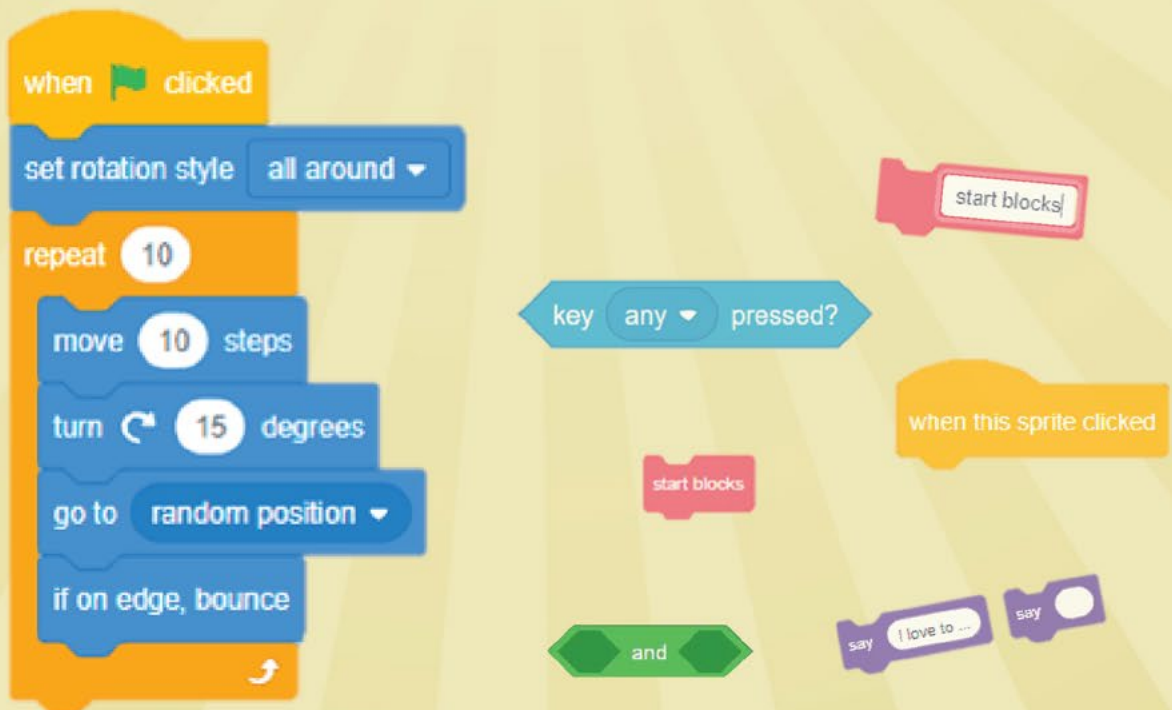 when clicked
set rotation style all around
repeat 10
move 10 steps
turn 15 degrees
go to random position
if on edge, bounce
start blocks
key any pressed?
when this sprite clicked
start blocks
and
say I love to ...
say